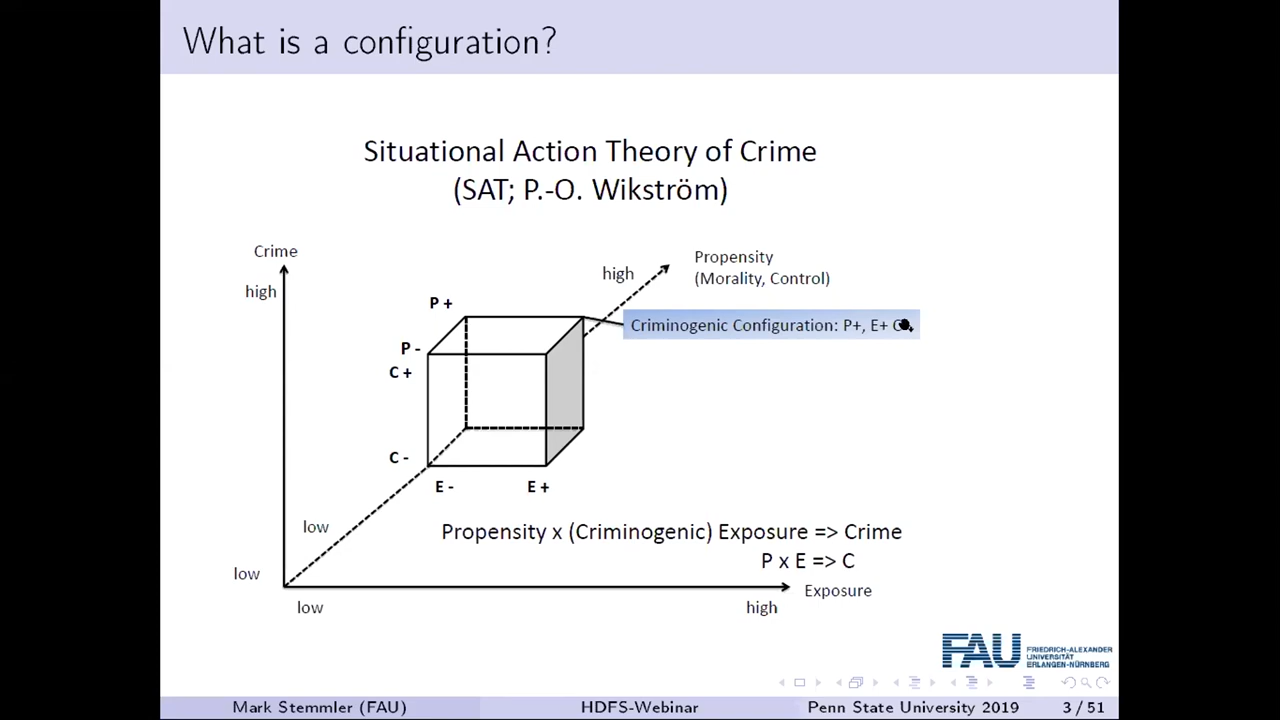 What is a configuration?
Situational Action Theory of Crime
(SAT; P.-O. Wikström)
Crime
high
high
Propensity
(Morality, Control)
P +
Criminogenic Configuration: P+, E+
P -
C +
C -
E -
E +
low
Propensity x (Criminogenic) Exposure => Crime
P x E => C
low
low
high
Exposure
FAU
FRIEDRICH-ALEXANDER
UNIVERSITÄT
ERLANGEN-NÜRNBERG
Mark Stemmler (FAU)
HDFS-Webinar
Penn State University 2019
3 / 51